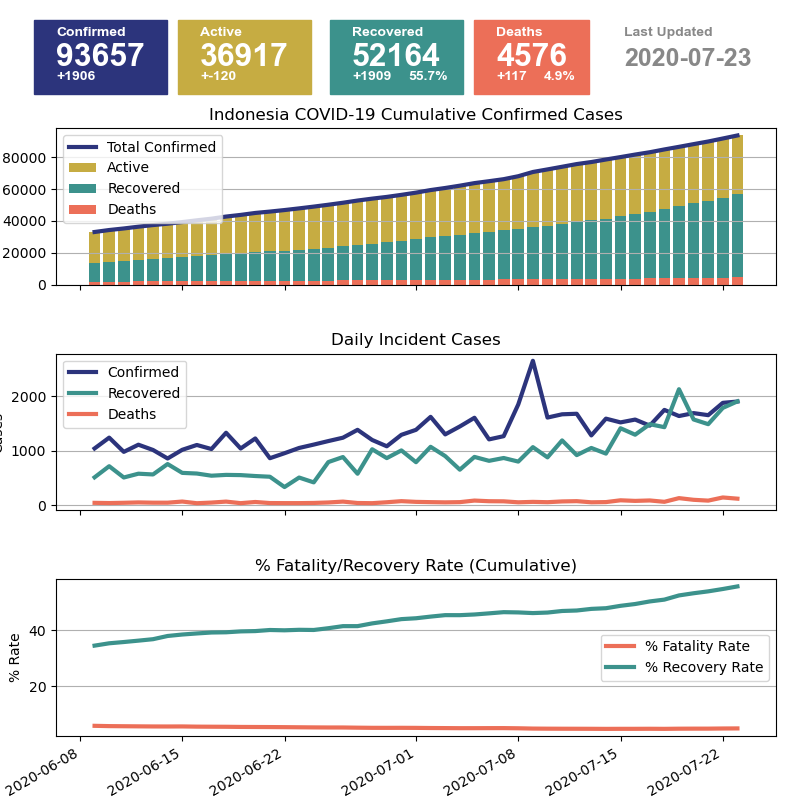 Confirmed
93657
+1906
Active
36917
+-120
Recovered
52164
+1909 55.7%
Deaths
4576
+117 4.9%
Last Updated
2020-07-23
Indonesia COVID-19 Cumulative Confirmed Cases
Total Confirmed
Active
Recovered
Deaths
80000
60000
40000
20000
0
Daily Incident Cases
Confirmed
Recovered
Deaths
2000
1000
0
% Fatality/Recovery Rate (Cumulative)
% Rate
40
20
% Fatality Rate
% Recovery Rate
2020-06-08
2020-06-15
2020-06-22
2020-07-01
2020-07-08
2020-07-15
2020-07-22